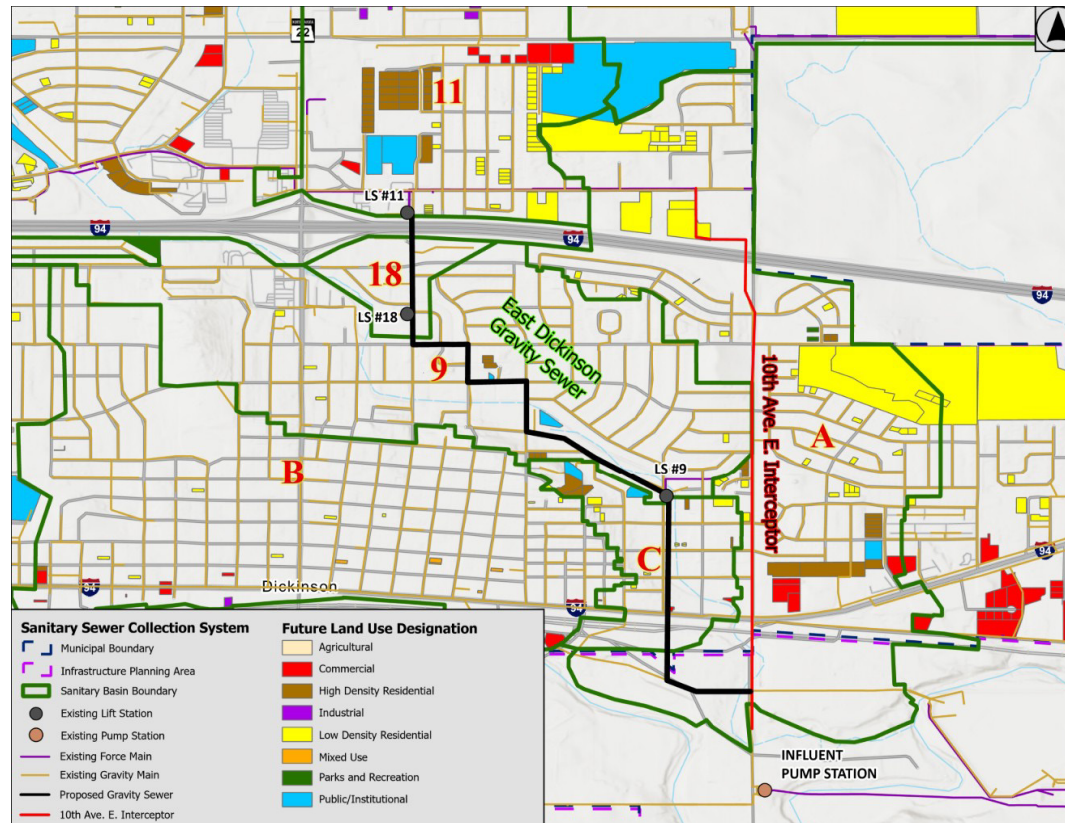 22
11
LS #11
94
94
18
94
LS #18
East Dickinson
Gravity Sewer
9
10th Ave. E. Interceptor
A
B
LS #9
C
94
94
Dickinson
94
INFLUENT
PUMP STATION
Sanitary Sewer Collection System
Municipal Boundary
Infrastructure Planning Area
Sanitary Basin Boundary
Existing Lift Station
Existing Pump Station
Existing Force Main
Existing Gravity Main
Proposed Gravity Sewer
10th Ave. E. Interceptor
Future Land Use Designation
Agricultural
Commercial
High Density Residential
Industrial
Low Density Residential
Mixed Use
Parks and Recreation
Public/Institutional